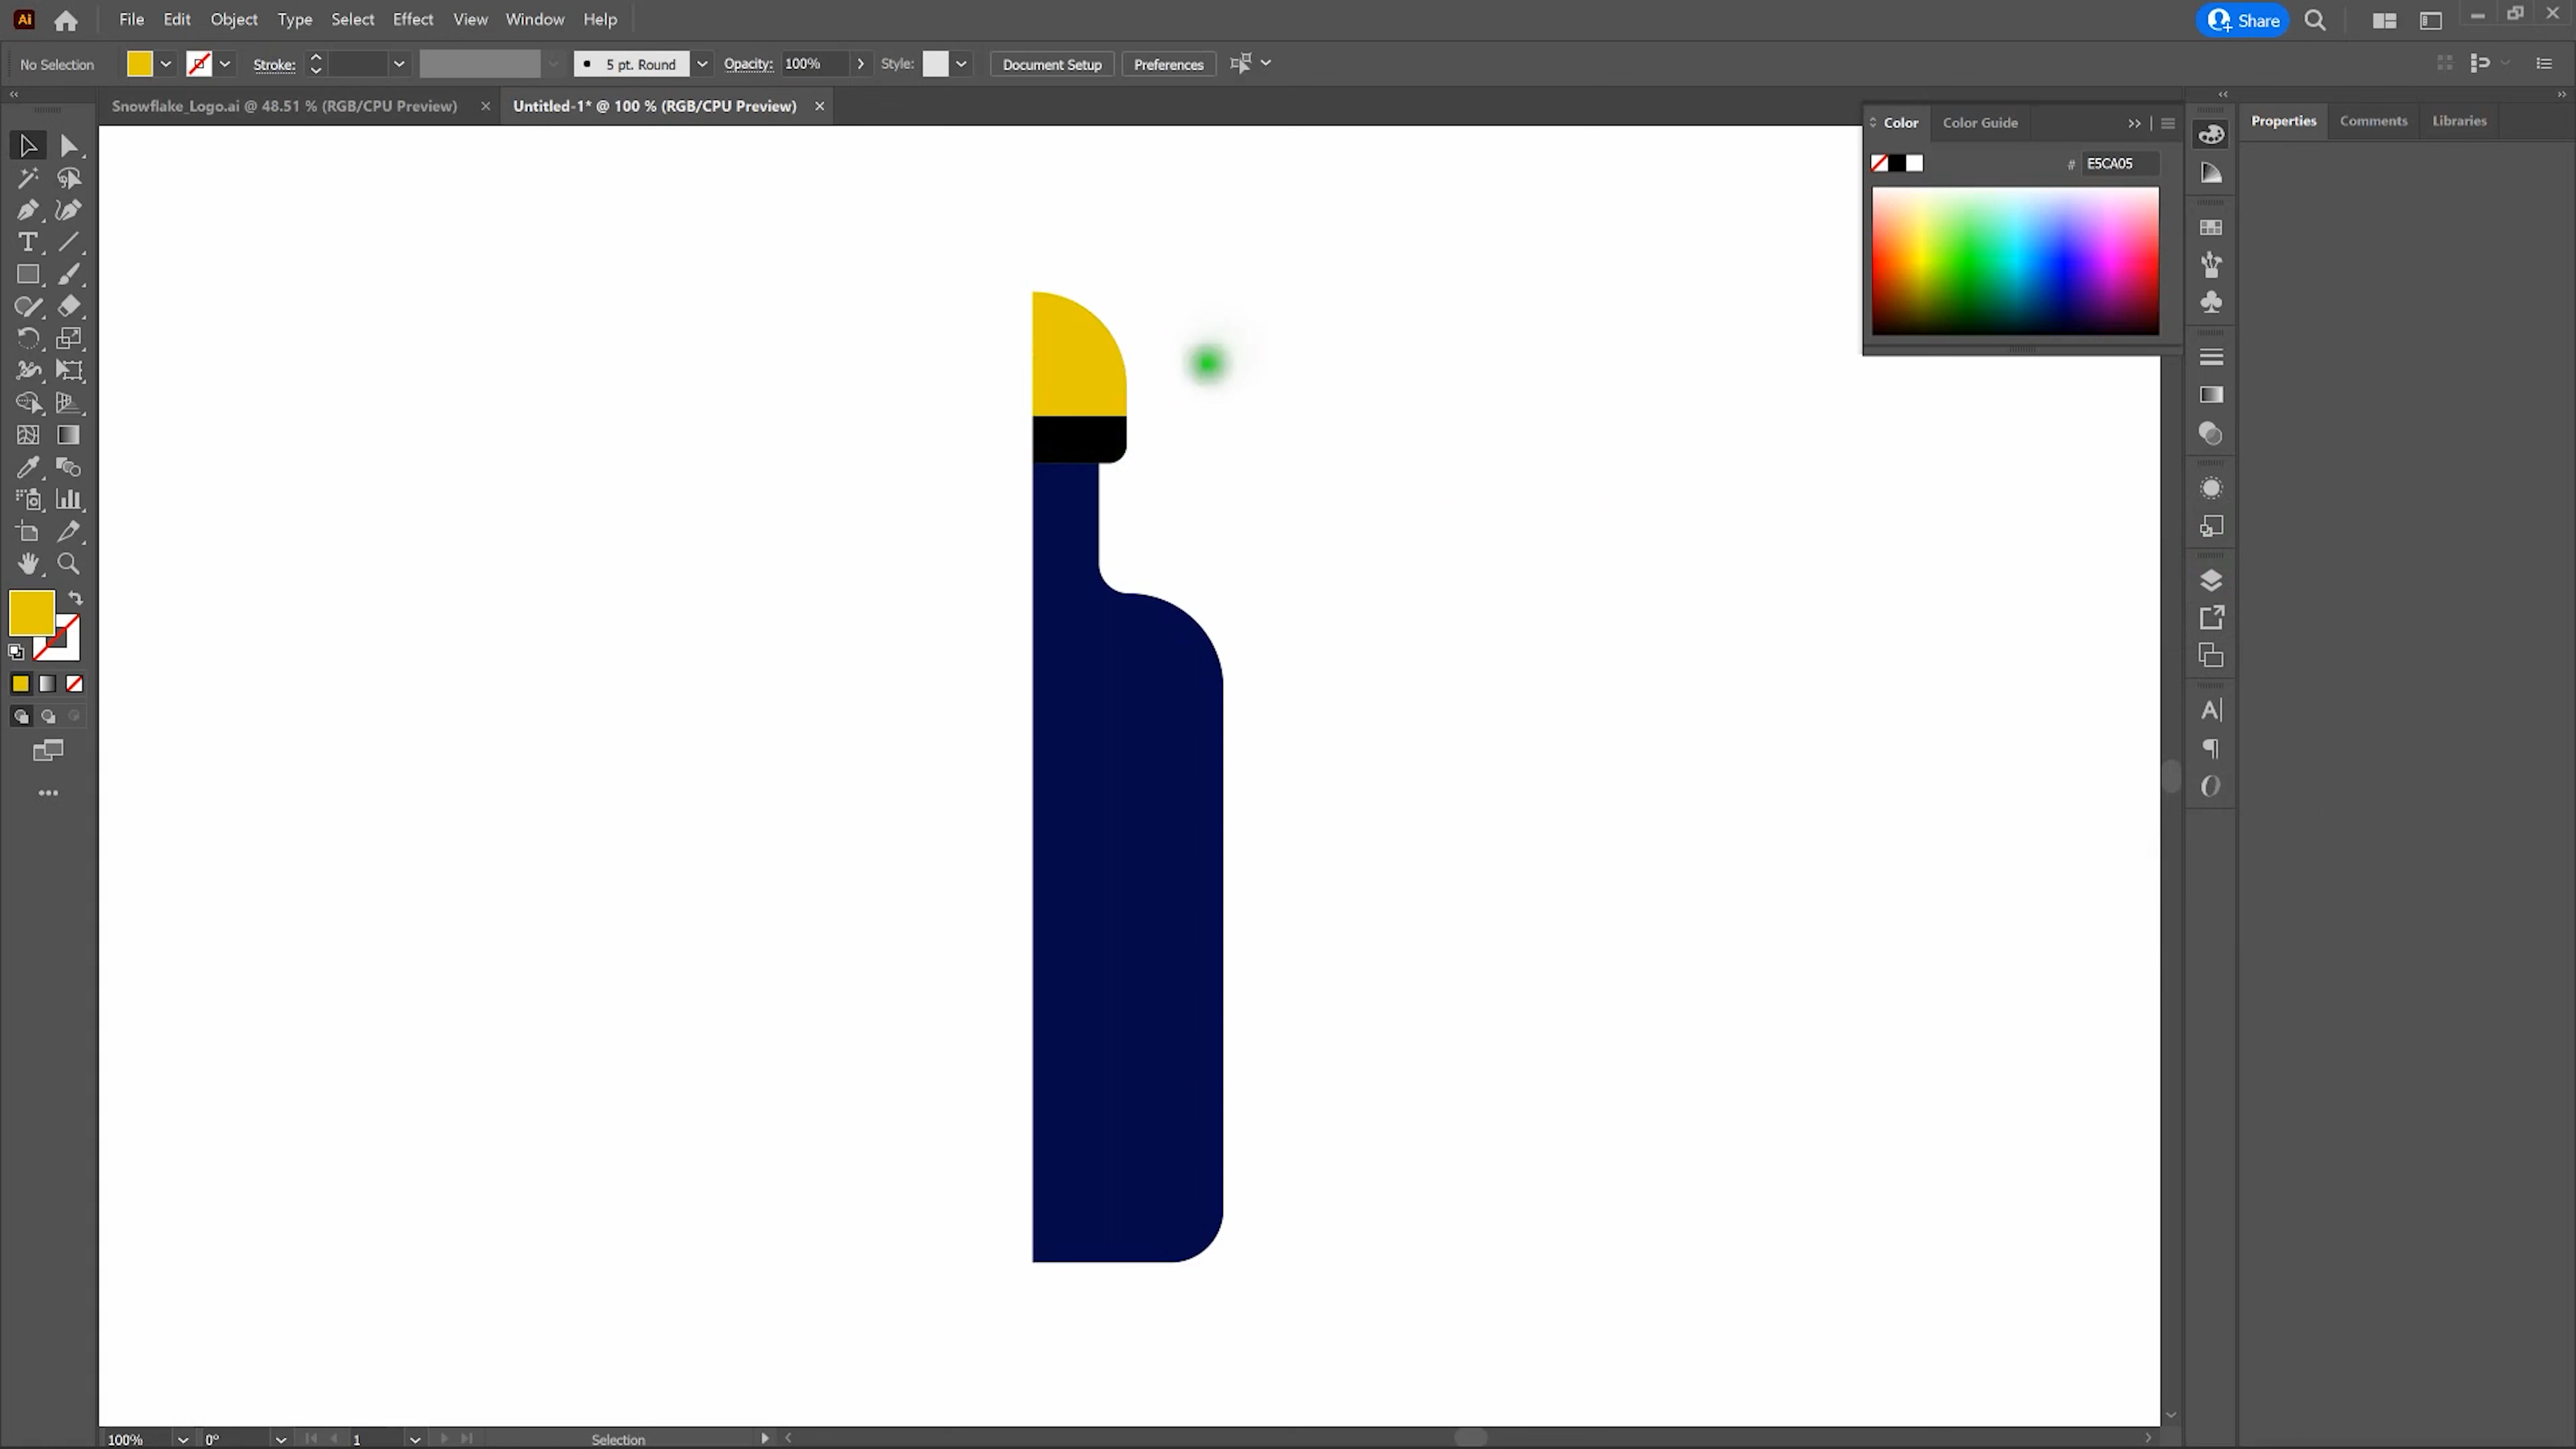 Ai File Edit Object Type Select Effect View Window Help Share
No Selection Stroke: 5 pt. Round Opacity: 100% Style: Document Setup Preferences
Snowflake_Logo.ai @ 48.51 % (RGB/CPU Preview) Untitled-1* @ 100 % (RGB/CPU Preview)
Color Color Guide
# E5CA05
Properties Comments Libraries
100% 0° 1 Selection